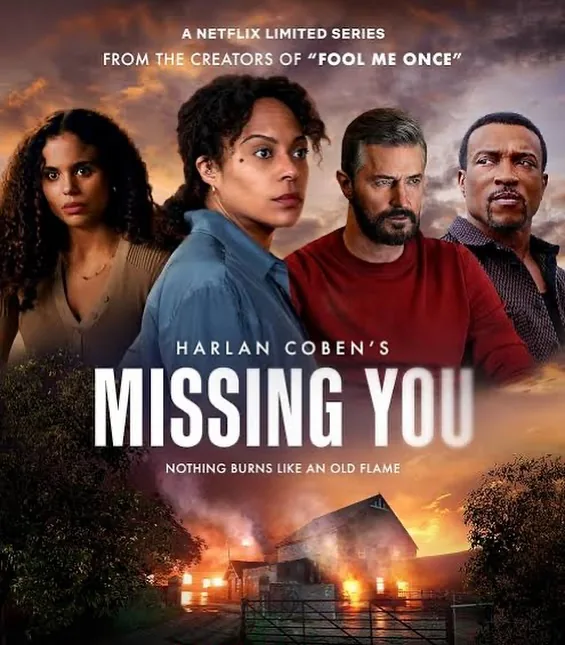 A NETFLIX LIMITED SERIES
FROM THE CREATORS OF "FOOL ME ONCE"
HARLAN COBEN'S
MISSING YOU
NOTHING BURNS LIKE AN OLD FLAME